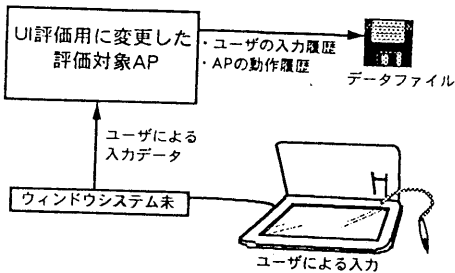 UI評価用に変更した
評価対象AP
・ユーザの入力履歴
・APの動作履歴
データファイル
ユーザによる
入力データ
ウィンドウシステム未
ユーザによる入力